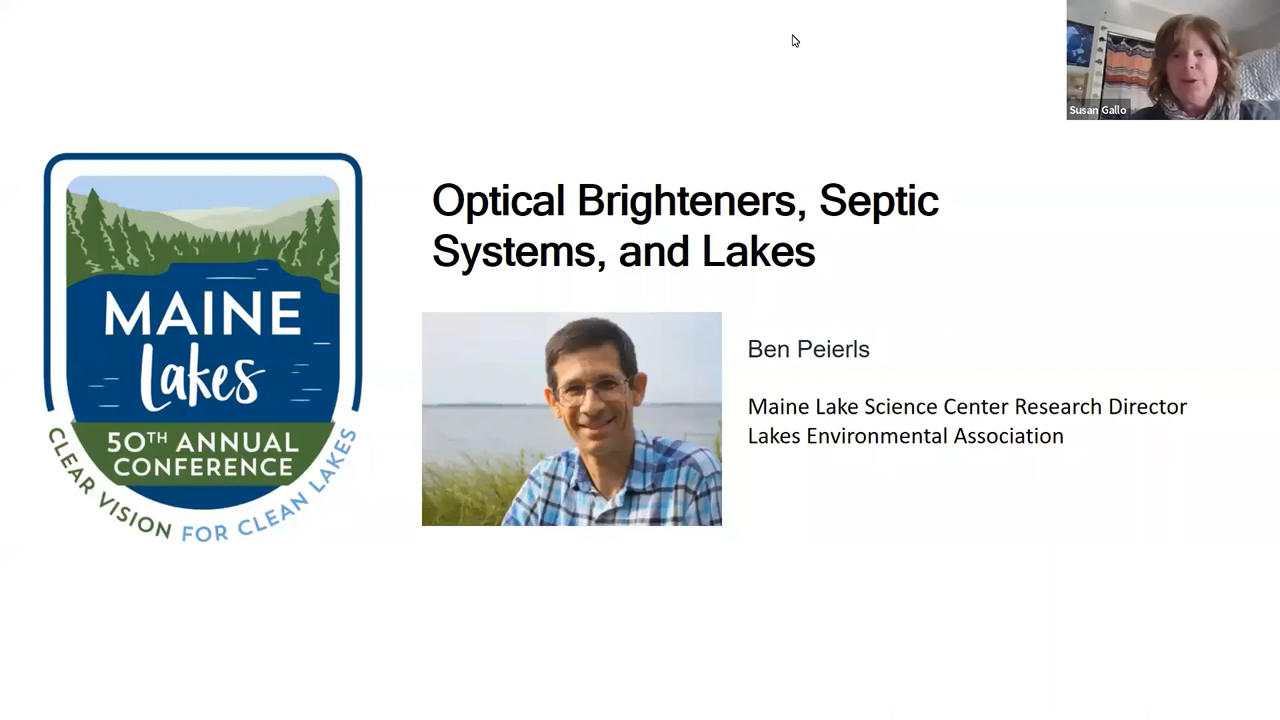 Susan Gallo
Optical Brighteners, Septic
Systems, and Lakes
MAINE
Lakes
50TH ANNUAL
CONFERENCE
CLEAR VISION FOR CLEAN LAKES
Ben Peierls
Maine Lake Science Center Research Director
Lakes Environmental Association